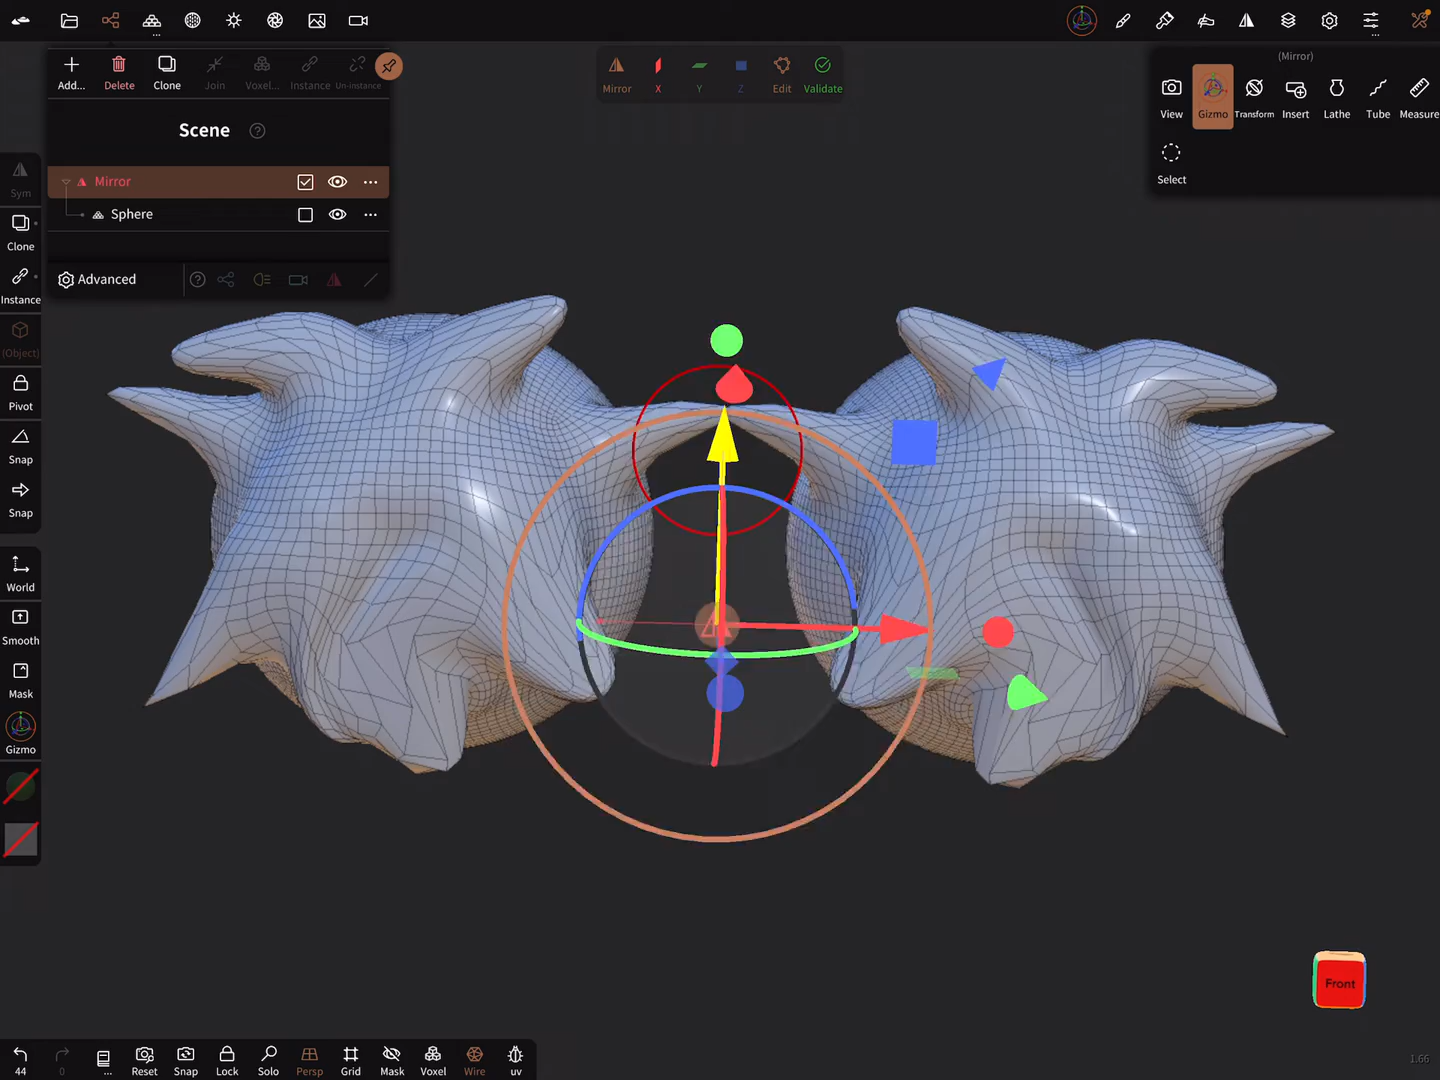 (Mirror)
Add...
Delete
Clone
Join
Voxel...
Instance
Un-instance
Mirror
X
Y
Z
Edit
Validate
View
Gizmo
Transform
Insert
Lathe
Tube
Measure
Select
Scene ?
Mirror
Sphere
Advanced
?
Sym
Clone
Instance
(Object)
Pivot
Snap
Snap
World
Smooth
Mask
Gizmo
Front
44
0
...
Reset
Snap
Lock
Solo
Persp
Grid
Mask
Voxel
Wire
uv
1.66